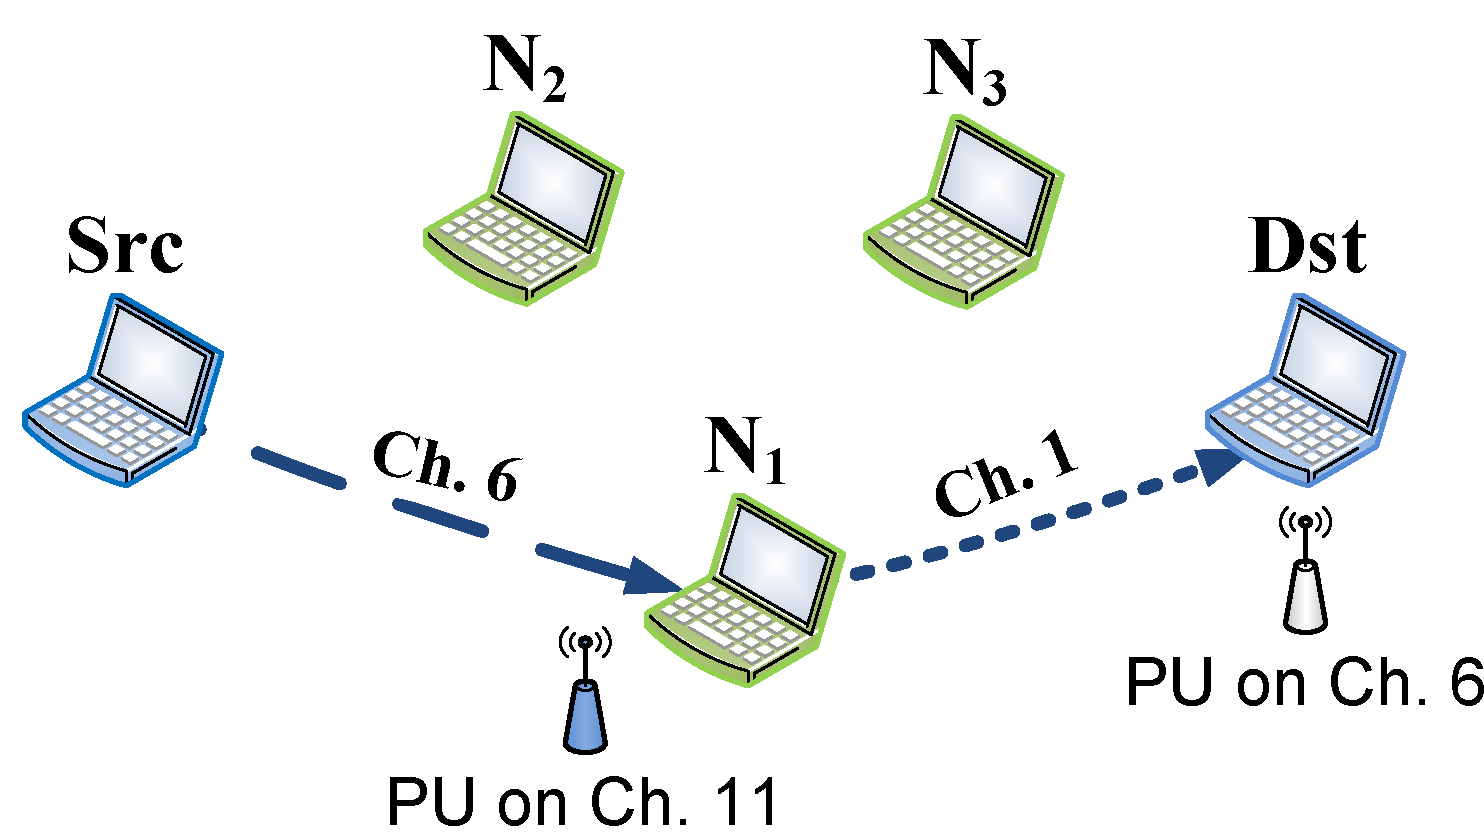 N₂
N₃
Src
Dst
Ch. 6
N₁
Ch. 1
PU on Ch. 6
PU on Ch. 11